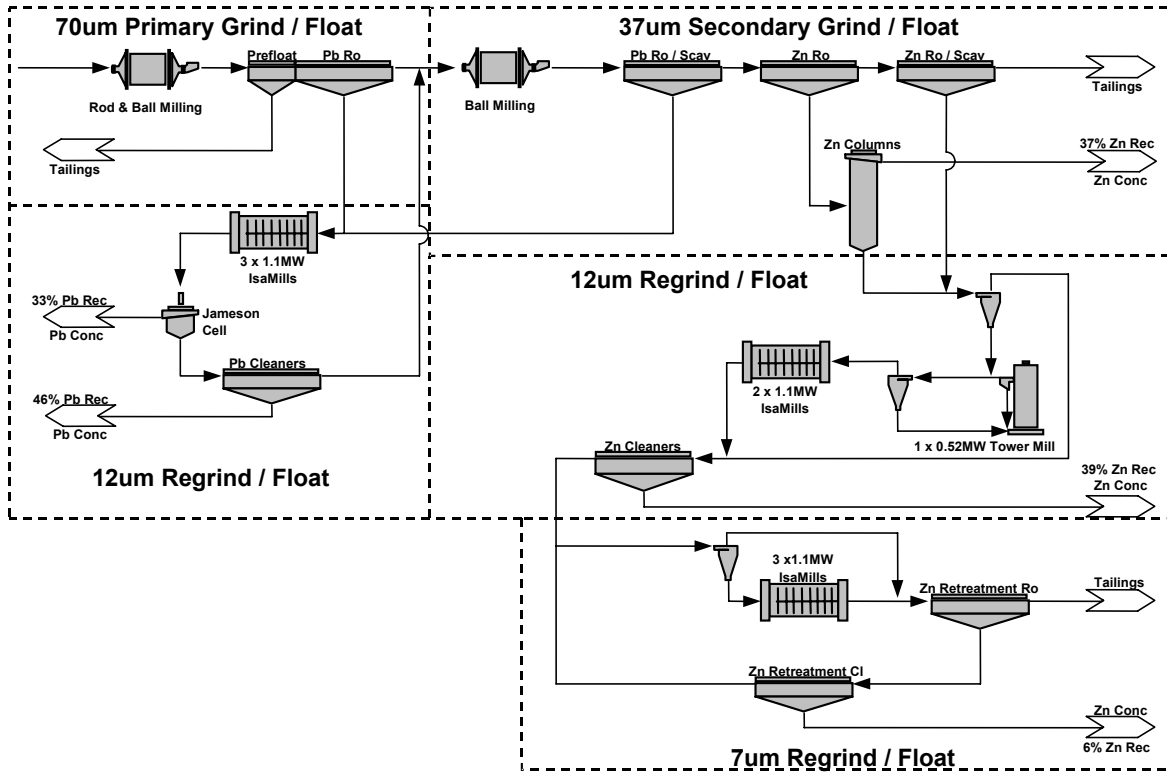 70um Primary Grind / Float
37um Secondary Grind / Float
Prefloat
Pb Ro
Rod & Ball Milling
Tailings
Ball Milling
Pb Ro / Scav
Zn Ro
Zn Ro / Scav
Tailings
Zn Columns
37% Zn Rec
Zn Conc
3 x 1.1MW
IsaMills
33% Pb Rec
Pb Conc
Jameson
Cell
Pb Cleaners
46% Pb Rec
Pb Conc
12um Regrind / Float
12um Regrind / Float
2 x 1.1MW
IsaMills
1 x 0.52MW Tower Mill
Zn Cleaners
39% Zn Rec
Zn Conc
3 x1.1MW
IsaMills
Zn Retreatment Ro
Tailings
Zn Retreatment Cl
Zn Conc
6% Zn Rec
7um Regrind / Float